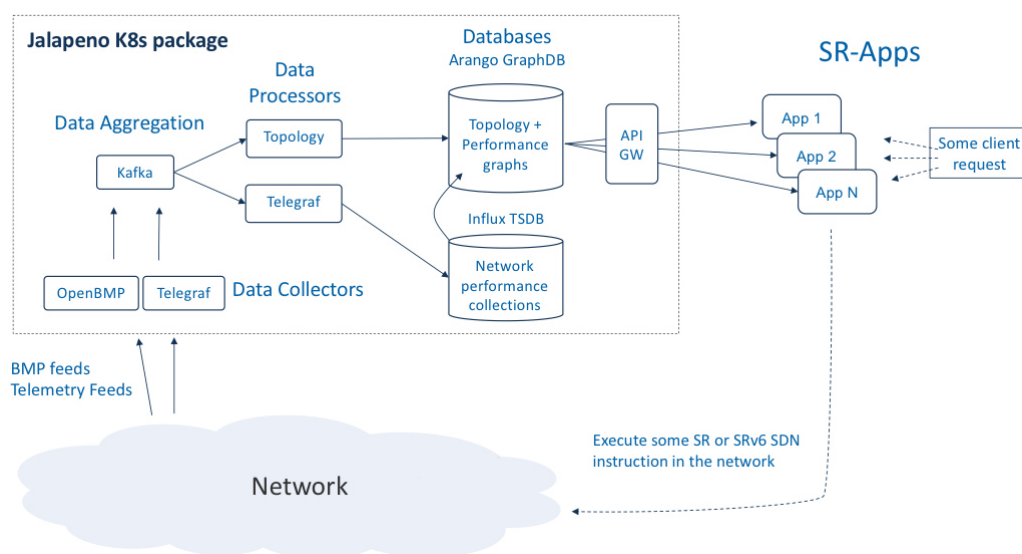 Jalapeno K8s package
Databases
Arango GraphDB
SR-Apps
Data
Processors
Data Aggregation
Topology
Kafka
Telegraf
Topology +
Performance
graphs
API
GW
App 1
App 2
App N
Some client
request
Influx TSDB
Network
performance
collections
OpenBMP
Telegraf
Data Collectors
BMP feeds
Telemetry Feeds
Execute some SR or SRv6 SDN
instruction in the network
Network